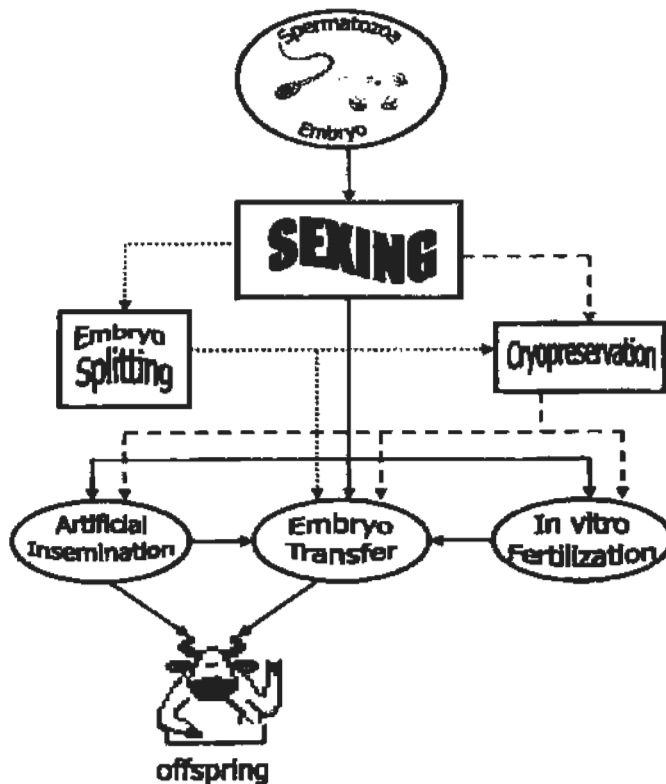 Spermatozoa
Embryo
SEXING
Embryo
Splitting
Cryopreservation
Artificial
Insemination
Embryo
Transfer
In vitro
Fertilization
offspring